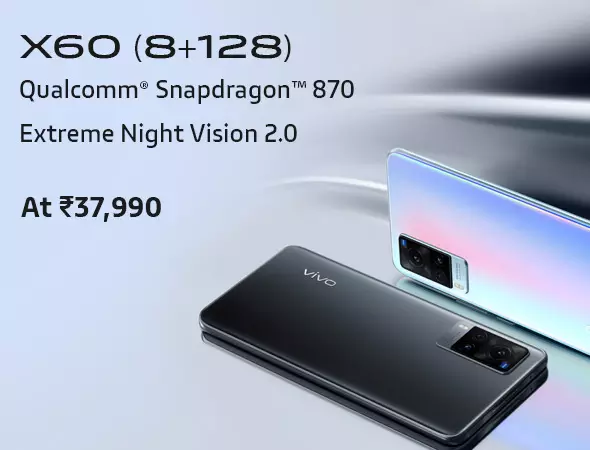 X60 (8+128)
Qualcomm® Snapdragon™ 870
Extreme Night Vision 2.0
At ₹37,990
vivo